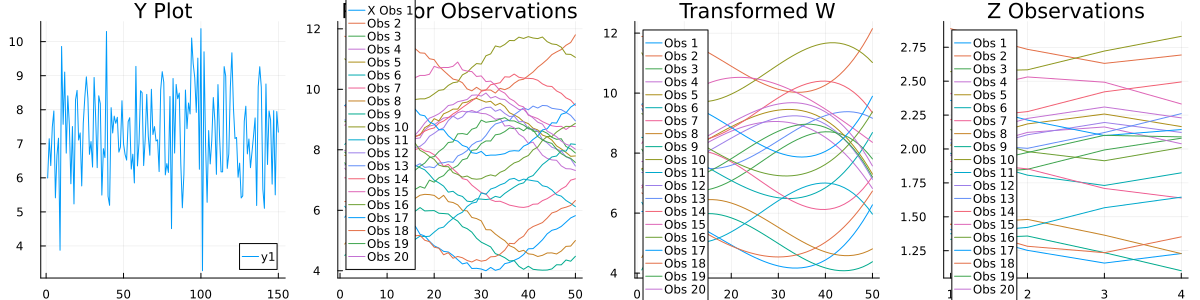 Y Plot
10
9
8
7
6
5
4
0
50
100
150
y1
or Observations
12
10
8
6
4
0
10
20
30
40
50
X Obs 1
Obs 2
Obs 3
Obs 4
Obs 5
Obs 6
Obs 7
Obs 8
Obs 9
Obs 10
Obs 11
Obs 12
Obs 13
Obs 14
Obs 15
Obs 16
Obs 17
Obs 18
Obs 19
Obs 20
Transformed W
12
10
8
6
4
0
20
30
40
50
Obs 1
Obs 2
Obs 3
Obs 4
Obs 5
Obs 6
Obs 7
Obs 8
Obs 9
Obs 10
Obs 11
Obs 12
Obs 13
Obs 14
Obs 15
Obs 16
Obs 17
Obs 18
Obs 19
Obs 20
Z Observations
2.75
2.50
2.25
2.00
1.75
1.50
1.25
1
2
3
4
Obs 1
Obs 2
Obs 3
Obs 4
Obs 5
Obs 6
Obs 7
Obs 8
Obs 9
Obs 10
Obs 11
Obs 12
Obs 13
Obs 14
Obs 15
Obs 16
Obs 17
Obs 18
Obs 19
Obs 20